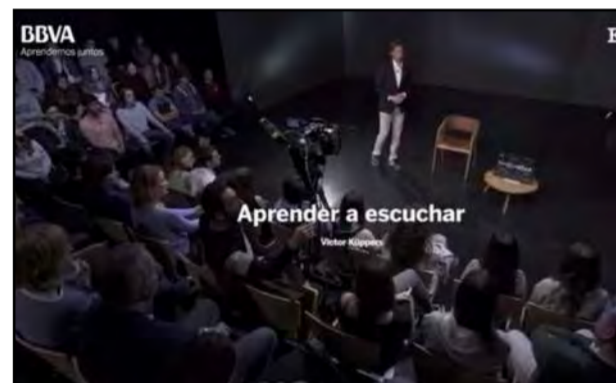 BBVA
Aprendemos juntos
E
Aprender a escuchar
Victor Küppers